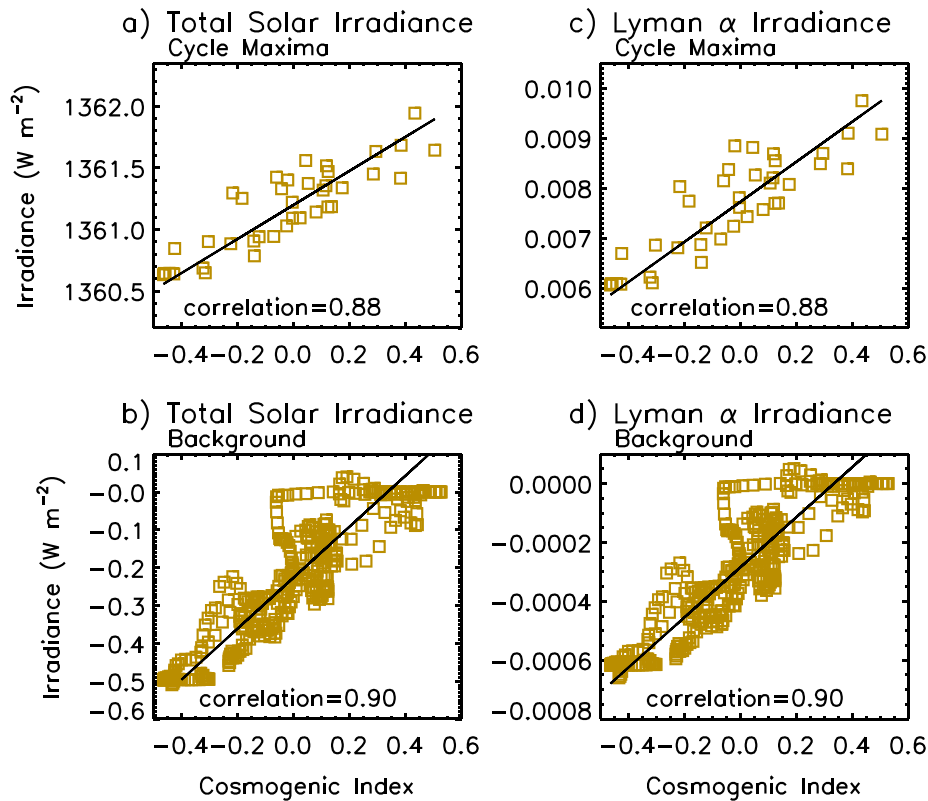 a) Total Solar Irradiance
Cycle Maxima
Irradiance (W m−2)
1362.0
1361.5
1361.0
1360.5
correlation=0.88
−0.4−0.2 0.0 0.2 0.4 0.6
c) Lyman α Irradiance
Cycle Maxima
0.010
0.009
0.008
0.007
0.006
correlation=0.88
−0.4−0.2 0.0 0.2 0.4 0.6
b) Total Solar Irradiance
Background
Irradiance (W m−2)
0.1
−0.0
−0.1
−0.2
−0.3
−0.4
−0.5
−0.6
correlation=0.90
−0.4−0.2 0.0 0.2 0.4 0.6
Cosmogenic Index
d) Lyman α Irradiance
Background
0.0000
−0.0002
−0.0004
−0.0006
−0.0008
correlation=0.90
−0.4−0.2 0.0 0.2 0.4 0.6
Cosmogenic Index